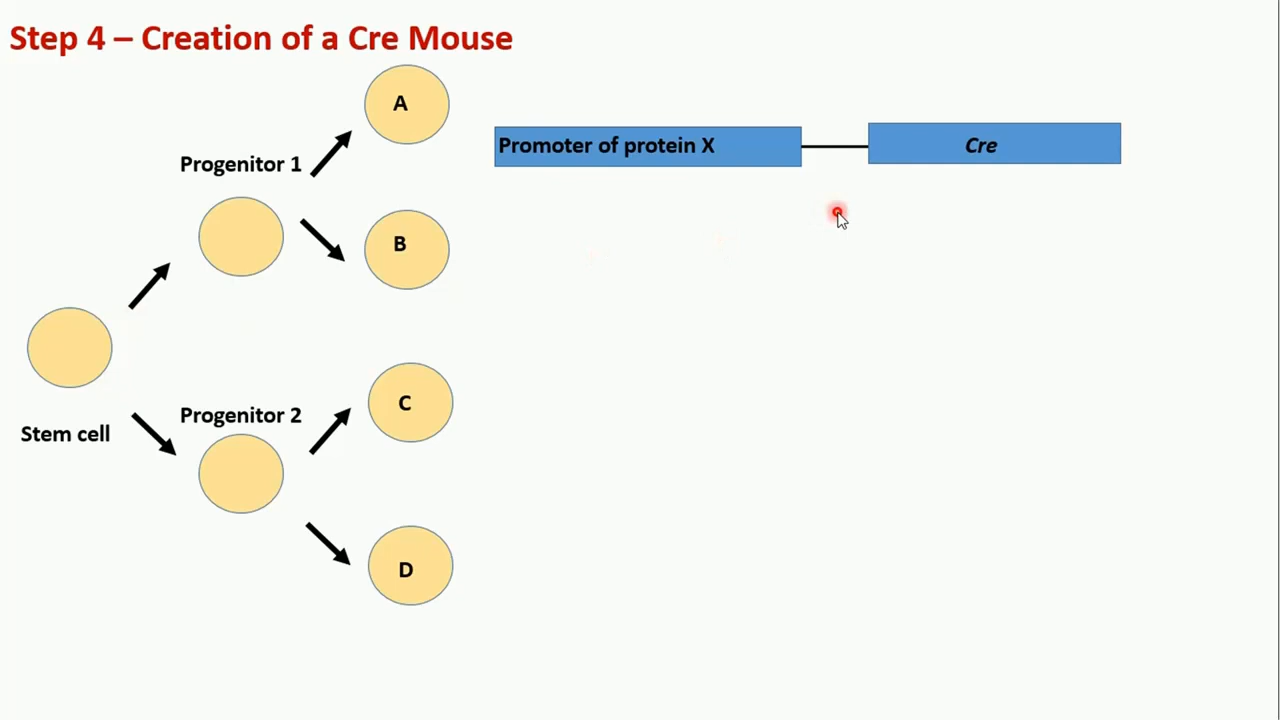 Step 4 – Creation of a Cre Mouse
A
Promoter of protein X
Cre
Progenitor 1
B
Progenitor 2
C
Stem cell
D